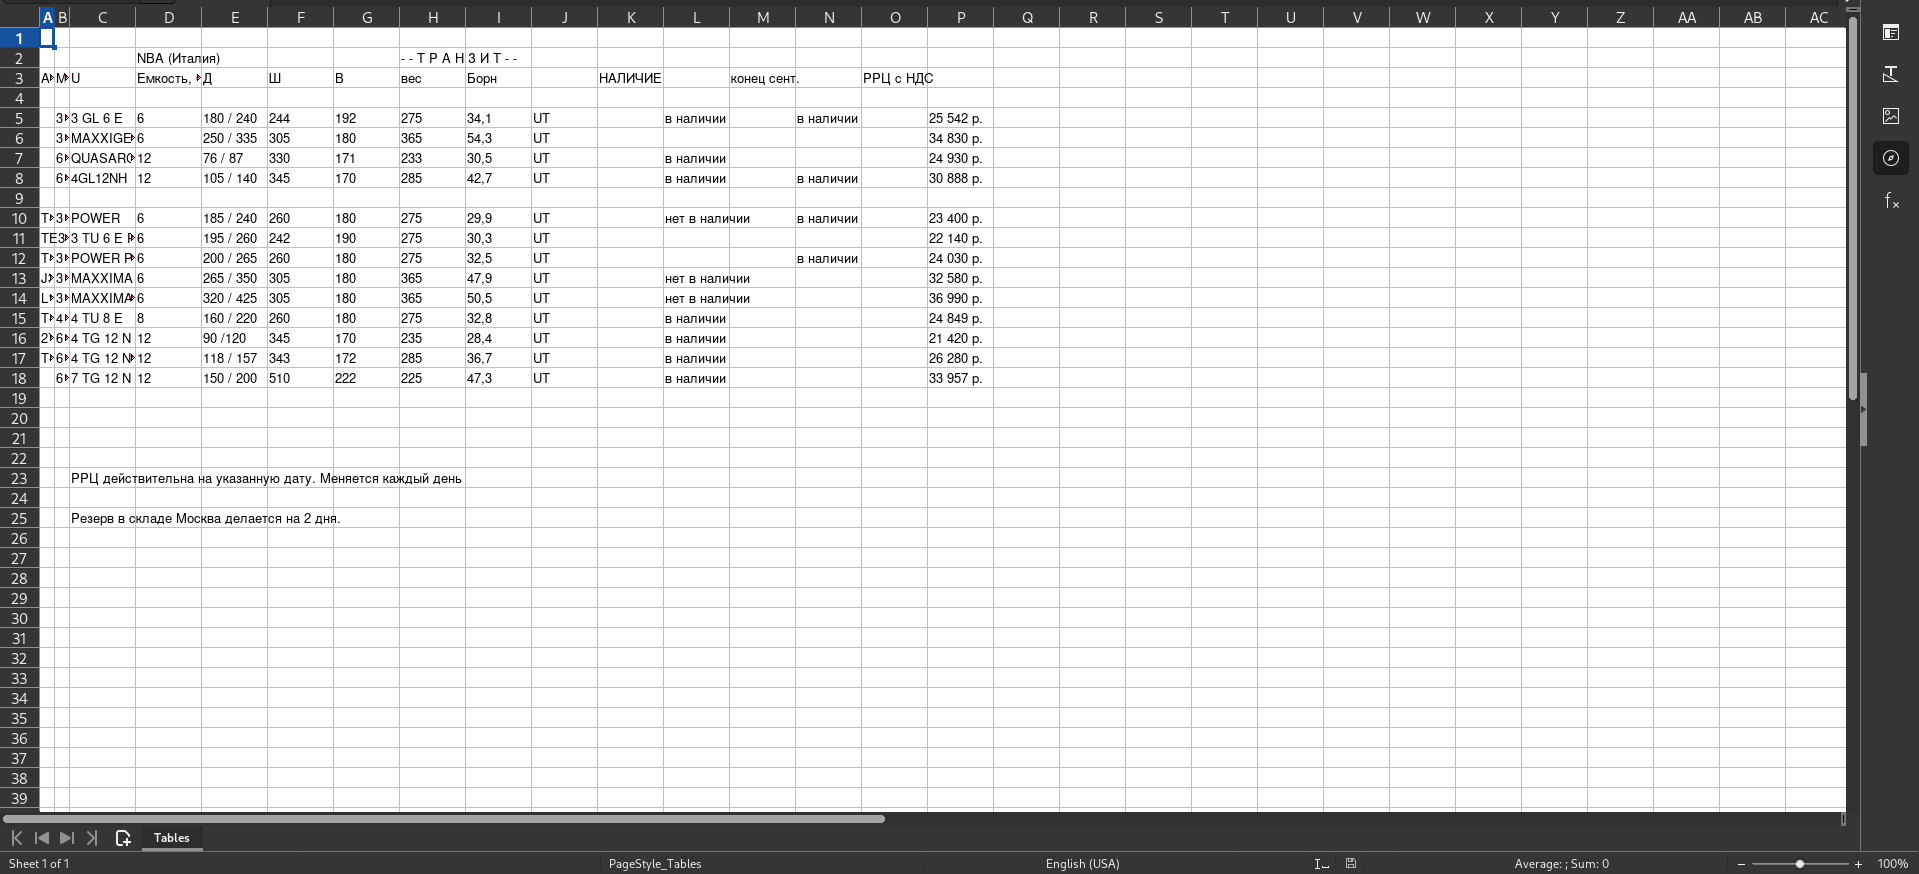 A B C D E F G H I J K L M N O P Q R S T U V W X Y Z AA AB AC
1
2 NBA (Италия) - - Т Р А Н З И Т - -
3 А М U Емкость, Д Ш В вес Борн НАЛИЧИЕ конец сент. РРЦ с НДС
4
5 3 3 GL 6 E 6 180 / 240 244 192 275 34,1 UT в наличии в наличии 25 542 р.
6 3 MAXXIGE 6 250 / 335 305 180 365 54,3 UT 34 830 р.
7 6 QUASARO 12 76 / 87 330 171 233 30,5 UT в наличии 24 930 р.
8 6 4GL12NH 12 105 / 140 345 170 285 42,7 UT в наличии в наличии 30 888 р.
9
10 T 3 POWER 6 185 / 240 260 180 275 29,9 UT нет в наличии в наличии 23 400 р.
11 TE 3 3 TU 6 E 6 195 / 260 242 190 275 30,3 UT 22 140 р.
12 T 3 POWER P 6 200 / 265 260 180 275 32,5 UT в наличии 24 030 р.
13 J 3 MAXXIMA 6 265 / 350 305 180 365 47,9 UT нет в наличии 32 580 р.
14 L 3 MAXXIMA 6 320 / 425 305 180 365 50,5 UT нет в наличии 36 990 р.
15 T 4 4 TU 8 E 8 160 / 220 260 180 275 32,8 UT в наличии 24 849 р.
16 2 6 4 TG 12 N 12 90 /120 345 170 235 28,4 UT в наличии 21 420 р.
17 T 6 4 TG 12 N 12 118 / 157 343 172 285 36,7 UT в наличии 26 280 р.
18 6 7 TG 12 N 12 150 / 200 510 222 225 47,3 UT в наличии 33 957 р.
19
20
21
22
23 РРЦ действительна на указанную дату. Меняется каждый день
24
25 Резерв в складе Москва делается на 2 дня.
26
27
28
29
30
31
32
33
34
35
36
37
38
39
Tables
Sheet 1 of 1 PageStyle_Tables English (USA) Average: ; Sum: 0 100%